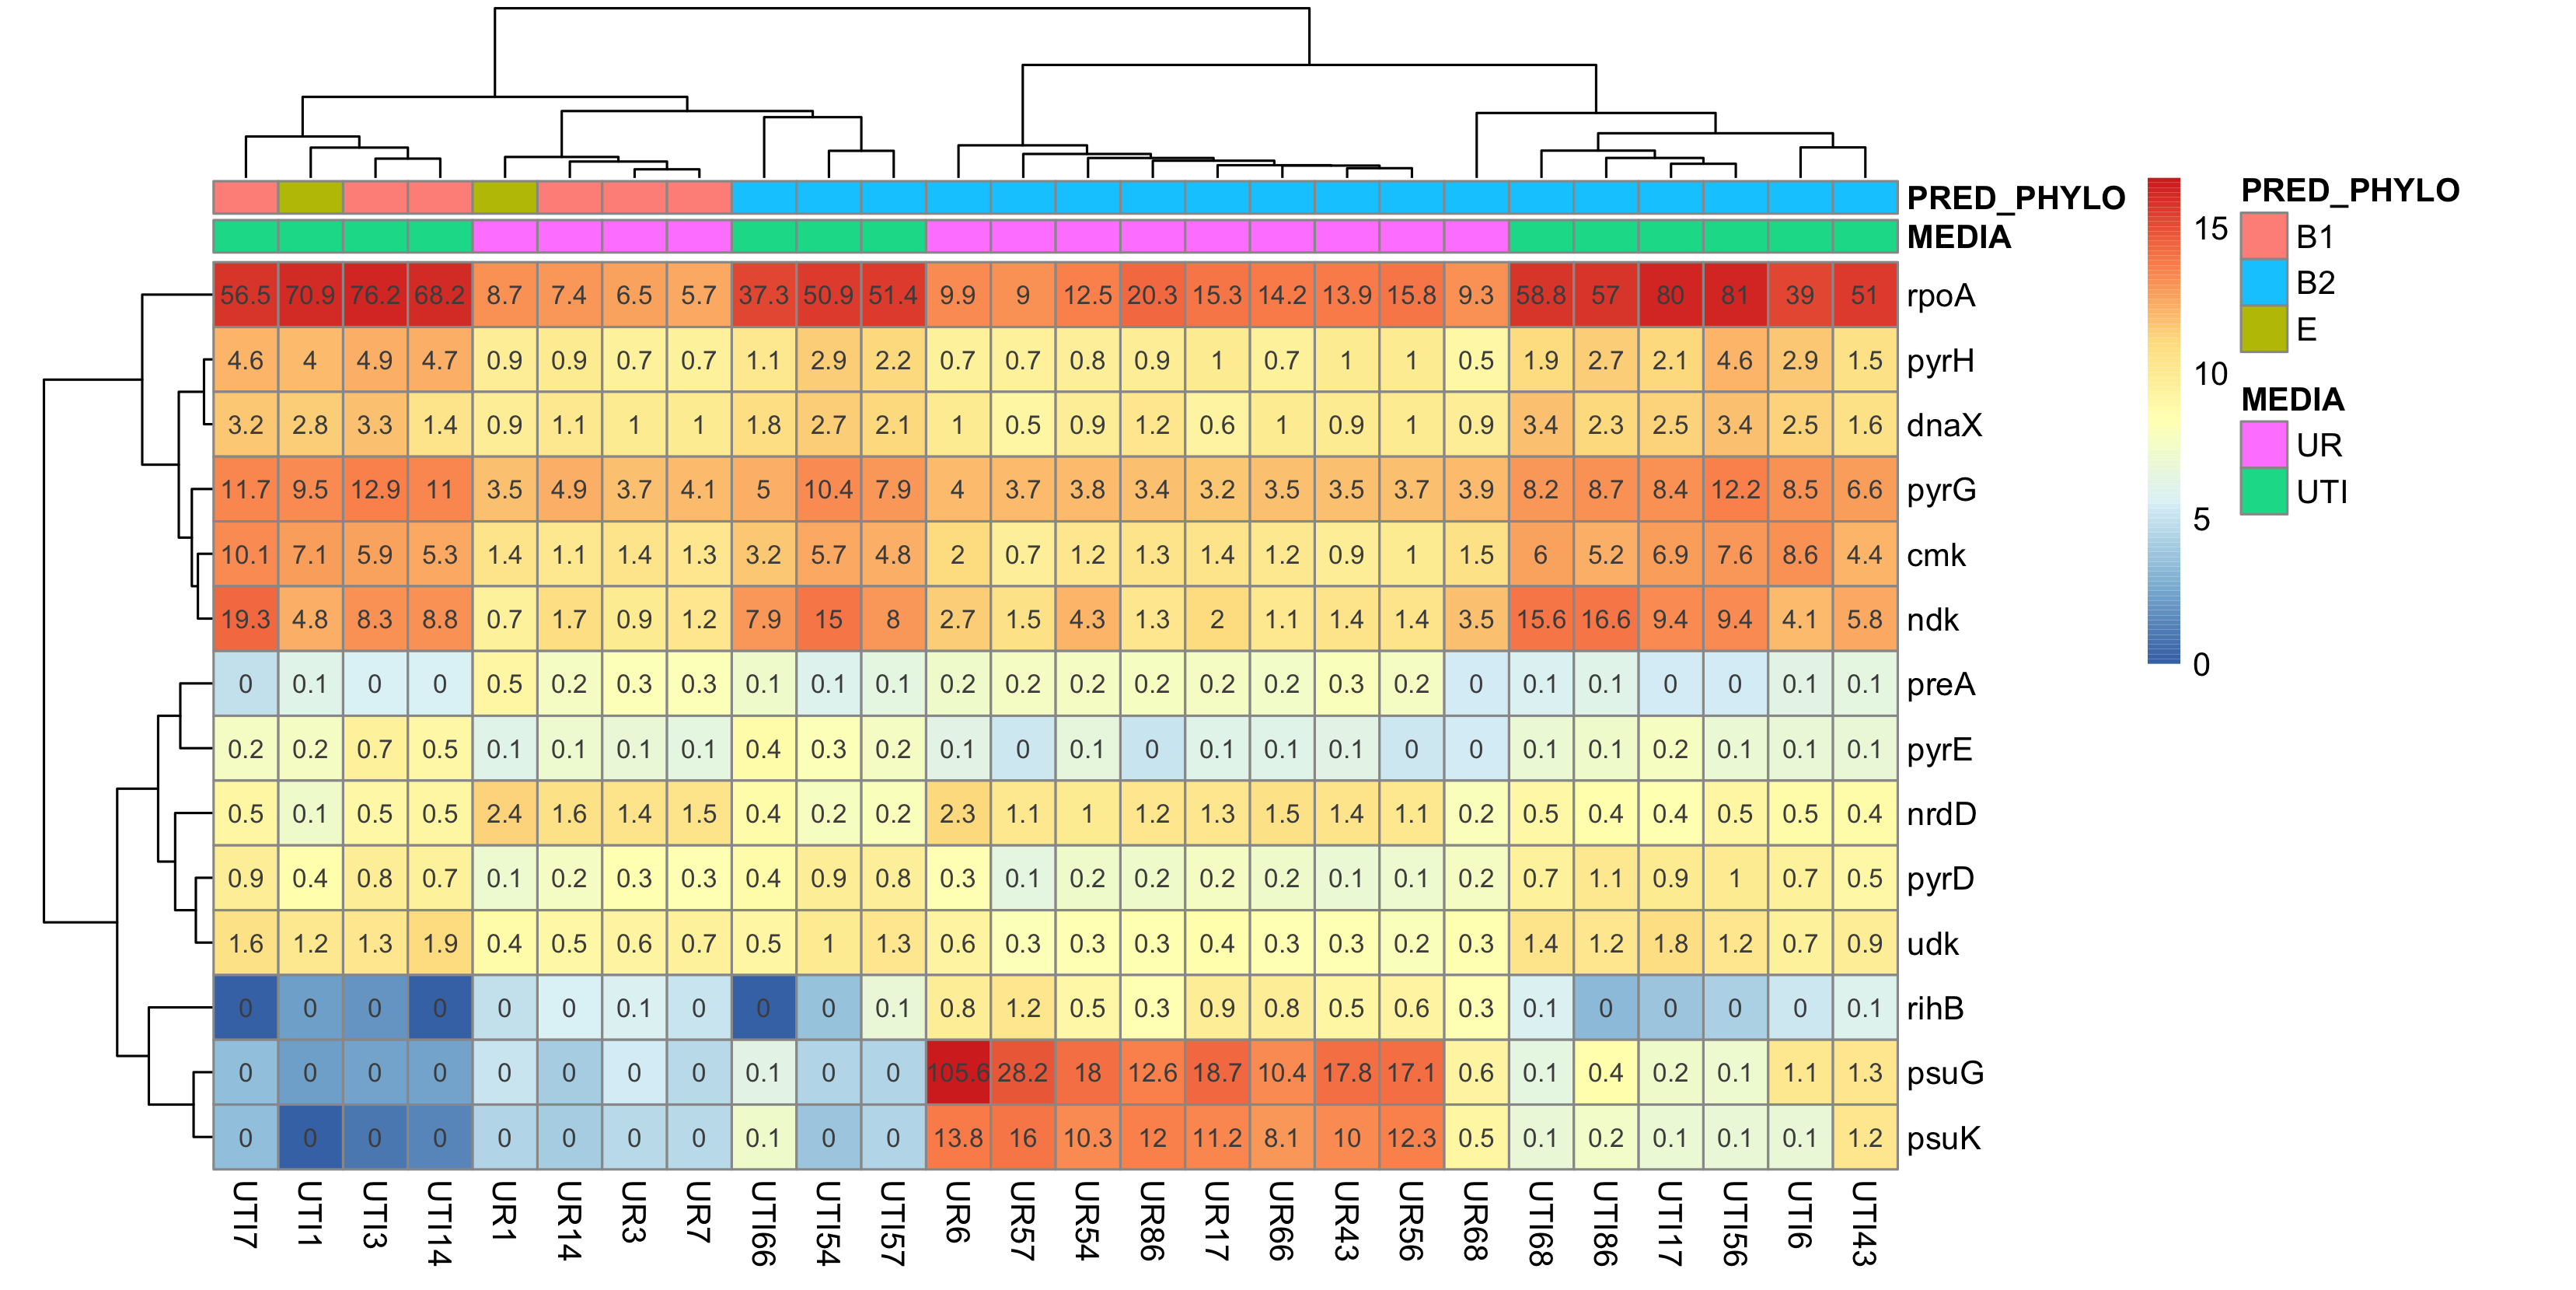 PRED_PHYLO
MEDIA
56.5 70.9 76.2 68.2 8.7 7.4 6.5 5.7 37.3 50.9 51.4 9.9 9 12.5 20.3 15.3 14.2 13.9 15.8 9.3 58.8 57 80 81 39 51 rpoA
4.6 4 4.9 4.7 0.9 0.9 0.7 0.7 1.1 2.9 2.2 0.7 0.7 0.8 0.9 1 0.7 1 1 0.5 1.9 2.7 2.1 4.6 2.9 1.5 pyrH
3.2 2.8 3.3 1.4 0.9 1.1 1 1 1.8 2.7 2.1 1 0.5 0.9 1.2 0.6 1 0.9 1 0.9 3.4 2.3 2.5 3.4 2.5 1.6 dnaX
11.7 9.5 12.9 11 3.5 4.9 3.7 4.1 5 10.4 7.9 4 3.7 3.8 3.4 3.2 3.5 3.5 3.7 3.9 8.2 8.7 8.4 12.2 8.5 6.6 pyrG
10.1 7.1 5.9 5.3 1.4 1.1 1.4 1.3 3.2 5.7 4.8 2 0.7 1.2 1.3 1.4 1.2 0.9 1 1.5 6 5.2 6.9 7.6 8.6 4.4 cmk
19.3 4.8 8.3 8.8 0.7 1.7 0.9 1.2 7.9 15 8 2.7 1.5 4.3 1.3 2 1.1 1.4 1.4 3.5 15.6 16.6 9.4 9.4 4.1 5.8 ndk
0 0.1 0 0 0.5 0.2 0.3 0.3 0.1 0.1 0.1 0.2 0.2 0.2 0.2 0.2 0.2 0.3 0.2 0 0.1 0.1 0 0 0.1 0.1 preA
0.2 0.2 0.7 0.5 0.1 0.1 0.1 0.1 0.4 0.3 0.2 0.1 0 0.1 0 0.1 0.1 0.1 0 0 0.1 0.1 0.2 0.1 0.1 0.1 pyrE
0.5 0.1 0.5 0.5 2.4 1.6 1.4 1.5 0.4 0.2 0.2 2.3 1.1 1 1.2 1.3 1.5 1.4 1.1 0.2 0.5 0.4 0.4 0.5 0.5 0.4 nrdD
0.9 0.4 0.8 0.7 0.1 0.2 0.3 0.3 0.4 0.9 0.8 0.3 0.1 0.2 0.2 0.2 0.2 0.1 0.1 0.2 0.7 1.1 0.9 1 0.7 0.5 pyrD
1.6 1.2 1.3 1.9 0.4 0.5 0.6 0.7 0.5 1 1.3 0.6 0.3 0.3 0.3 0.4 0.3 0.3 0.2 0.3 1.4 1.2 1.8 1.2 0.7 0.9 udk
0 0 0 0 0 0 0.1 0 0 0 0.1 0.8 1.2 0.5 0.3 0.9 0.8 0.5 0.6 0.3 0.1 0 0 0 0 0.1 rihB
0 0 0 0 0 0 0 0 0.1 0 0 105.6 28.2 18 12.6 18.7 10.4 17.8 17.1 0.6 0.1 0.4 0.2 0.1 1.1 1.3 psuG
0 0 0 0 0 0 0 0 0.1 0 0 13.8 16 10.3 12 11.2 8.1 10 12.3 0.5 0.1 0.2 0.1 0.1 0.1 1.2 psuK
UTI7 UTI1 UTI3 UTI14 UR1 UR14 UR3 UR7 UTI66 UTI54 UTI57 UR6 UR57 UR54 UR86 UR17 UR66 UR43 UR56 UR68 UTI68 UTI86 UTI17 UTI56 UTI6 UTI43
15
10
5
0
PRED_PHYLO
B1
B2
E
MEDIA
UR
UTI